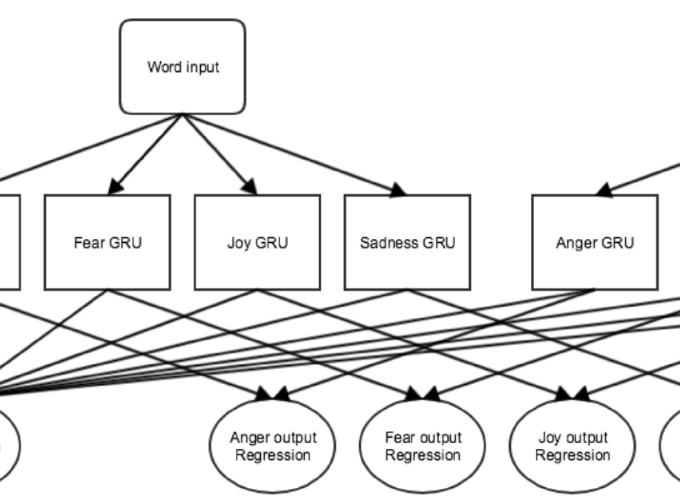 Word input
Fear GRU
Joy GRU
Sadness GRU
Anger GRU
Anger output
Regression
Fear output
Regression
Joy output
Regression